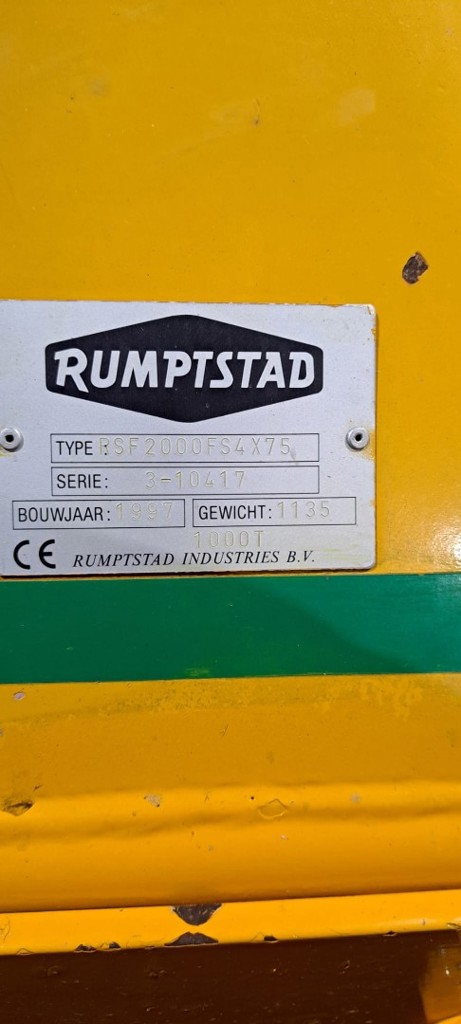 RUMPTSTAD
TYPE : RSF2000FS4X75
SERIE: 3-10417
BOUWJAAR: 1997 GEWICHT: 1135
1000T
CE RUMPTSTAD INDUSTRIES B.V.